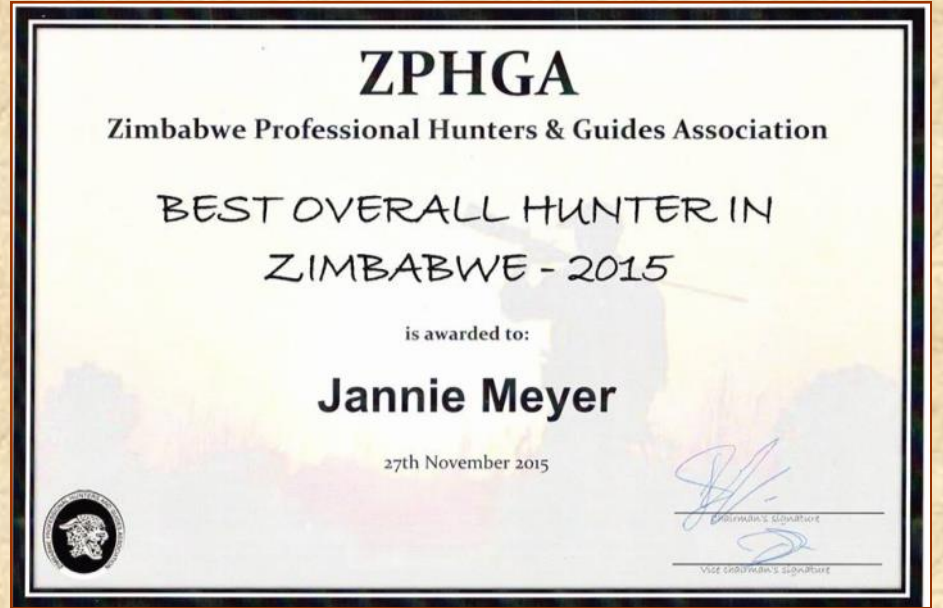 ZPHGA
Zimbabwe Professional Hunters & Guides Association
BEST OVERALL HUNTER IN
ZIMBABWE - 2015
is awarded to:
Jannie Meyer
27th November 2015
Chairman's signature
Vice chairman's signature